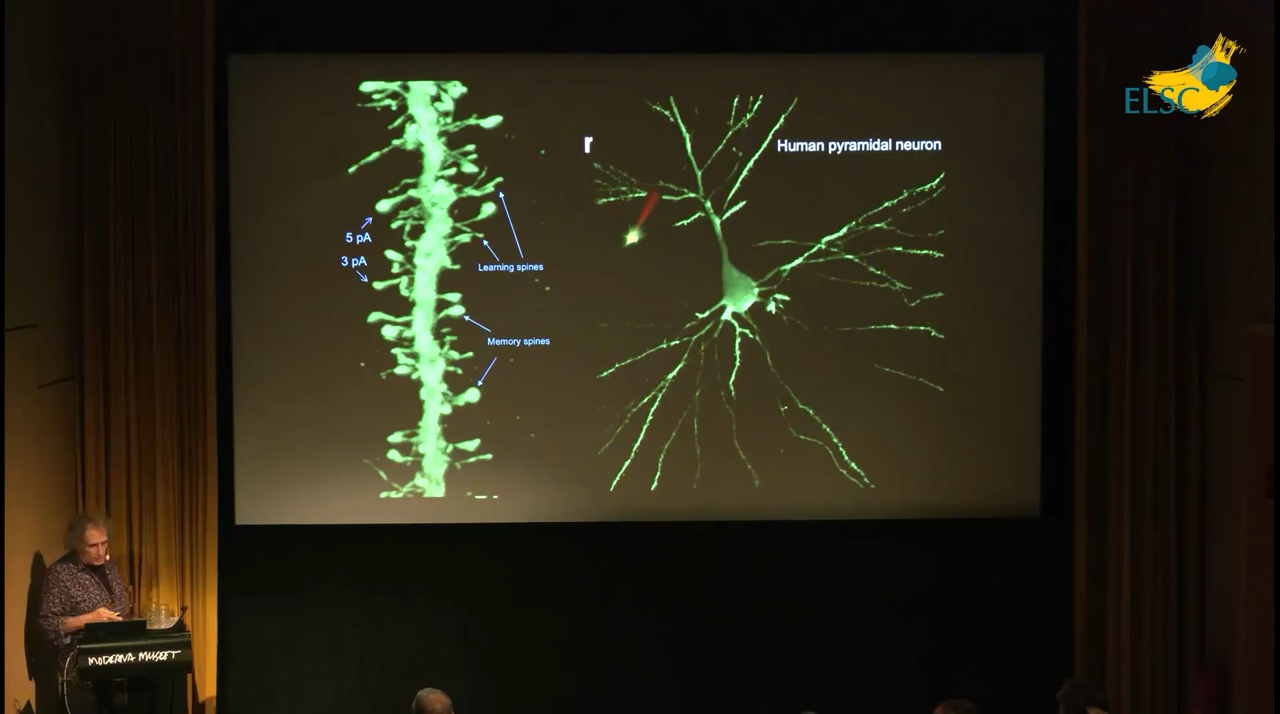 ELSC
r
Human pyramidal neuron
5 pA
3 pA
Learning spines
Memory spines
MODERNA MUSEET